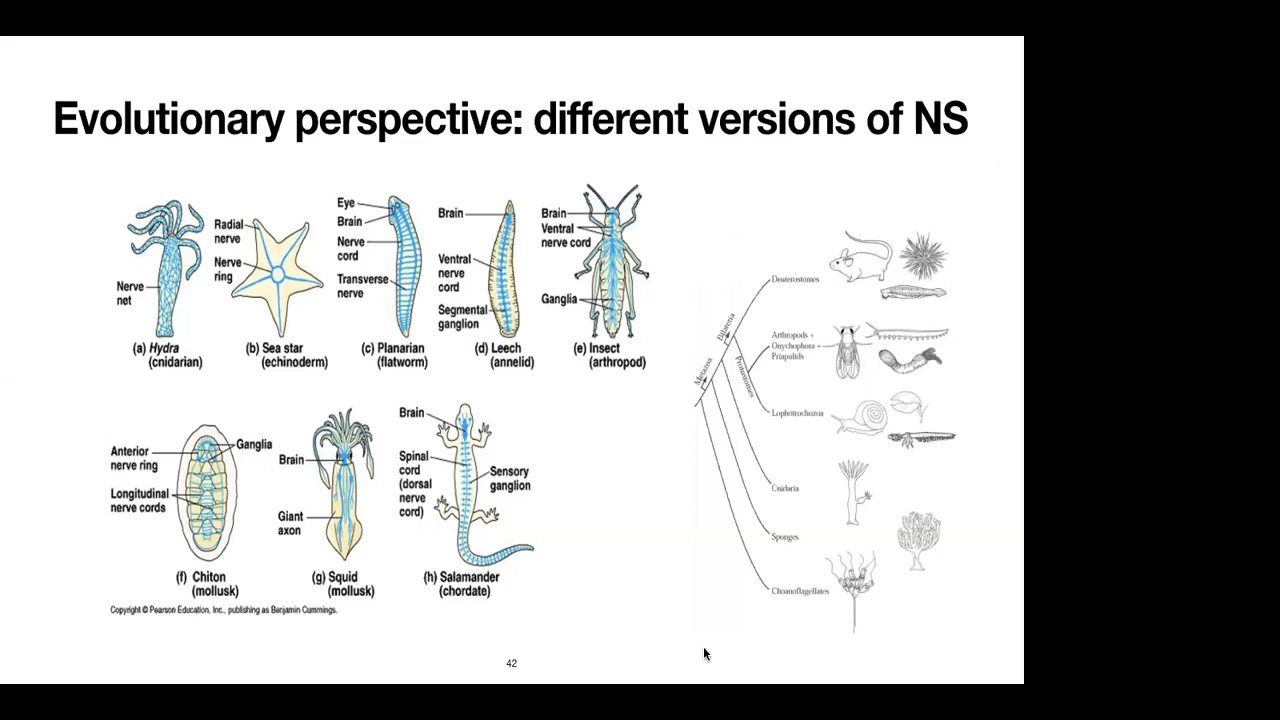 Evolutionary perspective: different versions of NS
Nerve
net
(a) Hydra
(cnidarian)
Radial
nerve
Nerve
ring
(b) Sea star
(echinoderm)
Eye
Brain
Nerve
cord
Transverse
nerve
(c) Planarian
(flatworm)
Brain
Ventral
nerve
cord
Segmental
ganglion
(d) Leech
(annelid)
Brain
Ventral
nerve cord
Ganglia
(e) Insect
(arthropod)
Anterior
nerve ring
Ganglia
Longitudinal
nerve cords
(f) Chiton
(mollusk)
Brain
Giant
axon
(g) Squid
(mollusk)
Brain
Spinal
cord
(dorsal
nerve
cord)
Sensory
ganglion
(h) Salamander
(chordate)
Copyright © Pearson Education, Inc., publishing as Benjamin Cummings.
Metazoa
Bilateria
Protostomes
Deuterostomes
Arthropods +
Onychophora +
Priapulids
Lophotrochozoa
Cnidaria
Sponges
Choanoflagellates
42